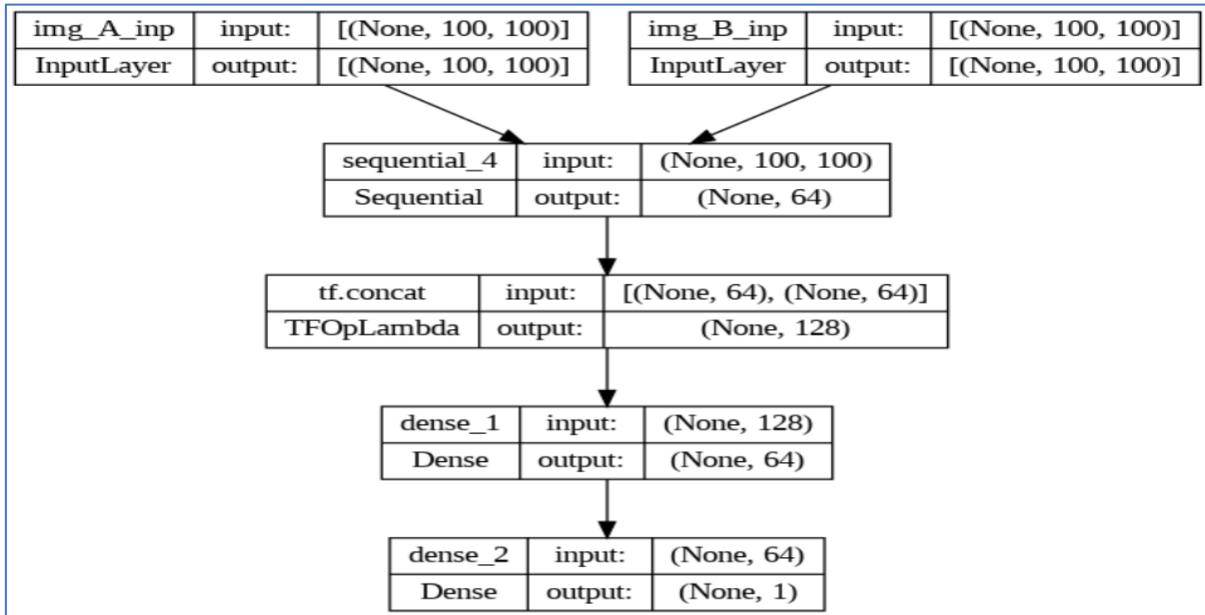 img_A_inp input: [(None, 100, 100)] img_B_inp input: [(None, 100, 100)]
InputLayer output: [(None, 100, 100)] InputLayer output: [(None, 100, 100)]
sequential_4 input: (None, 100, 100)
Sequential output: (None, 64)
tf.concat input: [(None, 64), (None, 64)]
TFOpLambda output: (None, 128)
dense_1 input: (None, 128)
Dense output: (None, 64)
dense_2 input: (None, 64)
Dense output: (None, 1)